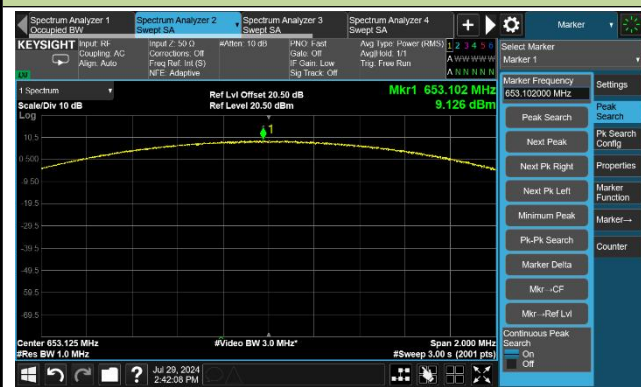 Spectrum Analyzer 1
Occupied BW
Spectrum Analyzer 2
Swept SA
Spectrum Analyzer 3
Swept SA
Spectrum Analyzer 4
Swept SA
Marker
KEYSIGHT
Input: RF
Coupling: AC
Align: Auto
Input Z: 50 Ω
Corrections: Off
Freq Ref: Int (S)
NFE: Adaptive
#Atten: 10 dB
PNO: Fast
Gate: Off
IF Gain: Low
Sig Track: Off
Avg Type: Power (RMS)
Avg|Hold: 1/1
Trig: Free Run
1 2 3 4 5 6
A W W W W W
A N N N N N
Select Marker
Marker 1
1 Spectrum
Scale/Div 10 dB
Log
Ref Lvl Offset 20.50 dB
Ref Level 20.50 dBm
Mkr1 653.102 MHz
9.126 dBm
1
10.5
0.500
-9.50
-19.5
-29.5
-39.5
-49.5
-59.5
-69.5
Center 653.125 MHz
#Res BW 1.0 MHz
#Video BW 3.0 MHz*
Span 2.000 MHz
#Sweep 3.00 s (2001 pts)
Marker Frequency
653.102000 MHz
Peak Search
Next Peak
Next Pk Right
Next Pk Left
Minimum Peak
Pk-Pk Search
Marker Delta
Mkr→CF
Mkr→Ref Lvl
Continuous Peak
Search
On
Off
Settings
Peak
Search
Pk Search
Config
Properties
Marker
Function
Marker→
Counter
?
Jul 29, 2024
2:42:08 PM